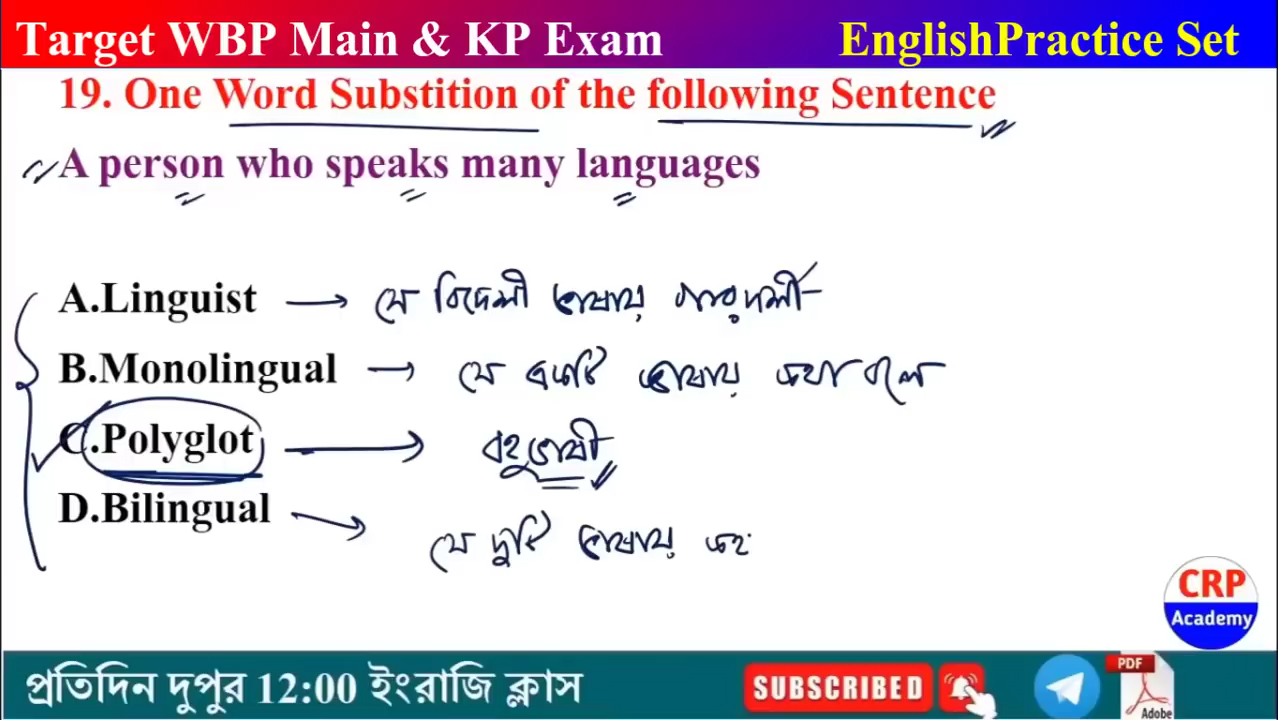 Target WBP Main & KP Exam EnglishPractice Set
19. One Word Substition of the following Sentence
A person who speaks many languages
A.Linguist → যে বিদেশী ভাষায় পারদর্শী
B.Monolingual → যে একটি ভাষায় কথা বলে
C.Polyglot → বহুভাষী
D.Bilingual → যে দুটি ভাষায়
CRP
Academy
প্রতিদিন দুপুর 12:00 ইংরাজি ক্লাস SUBSCRIBED PDF
Adobe